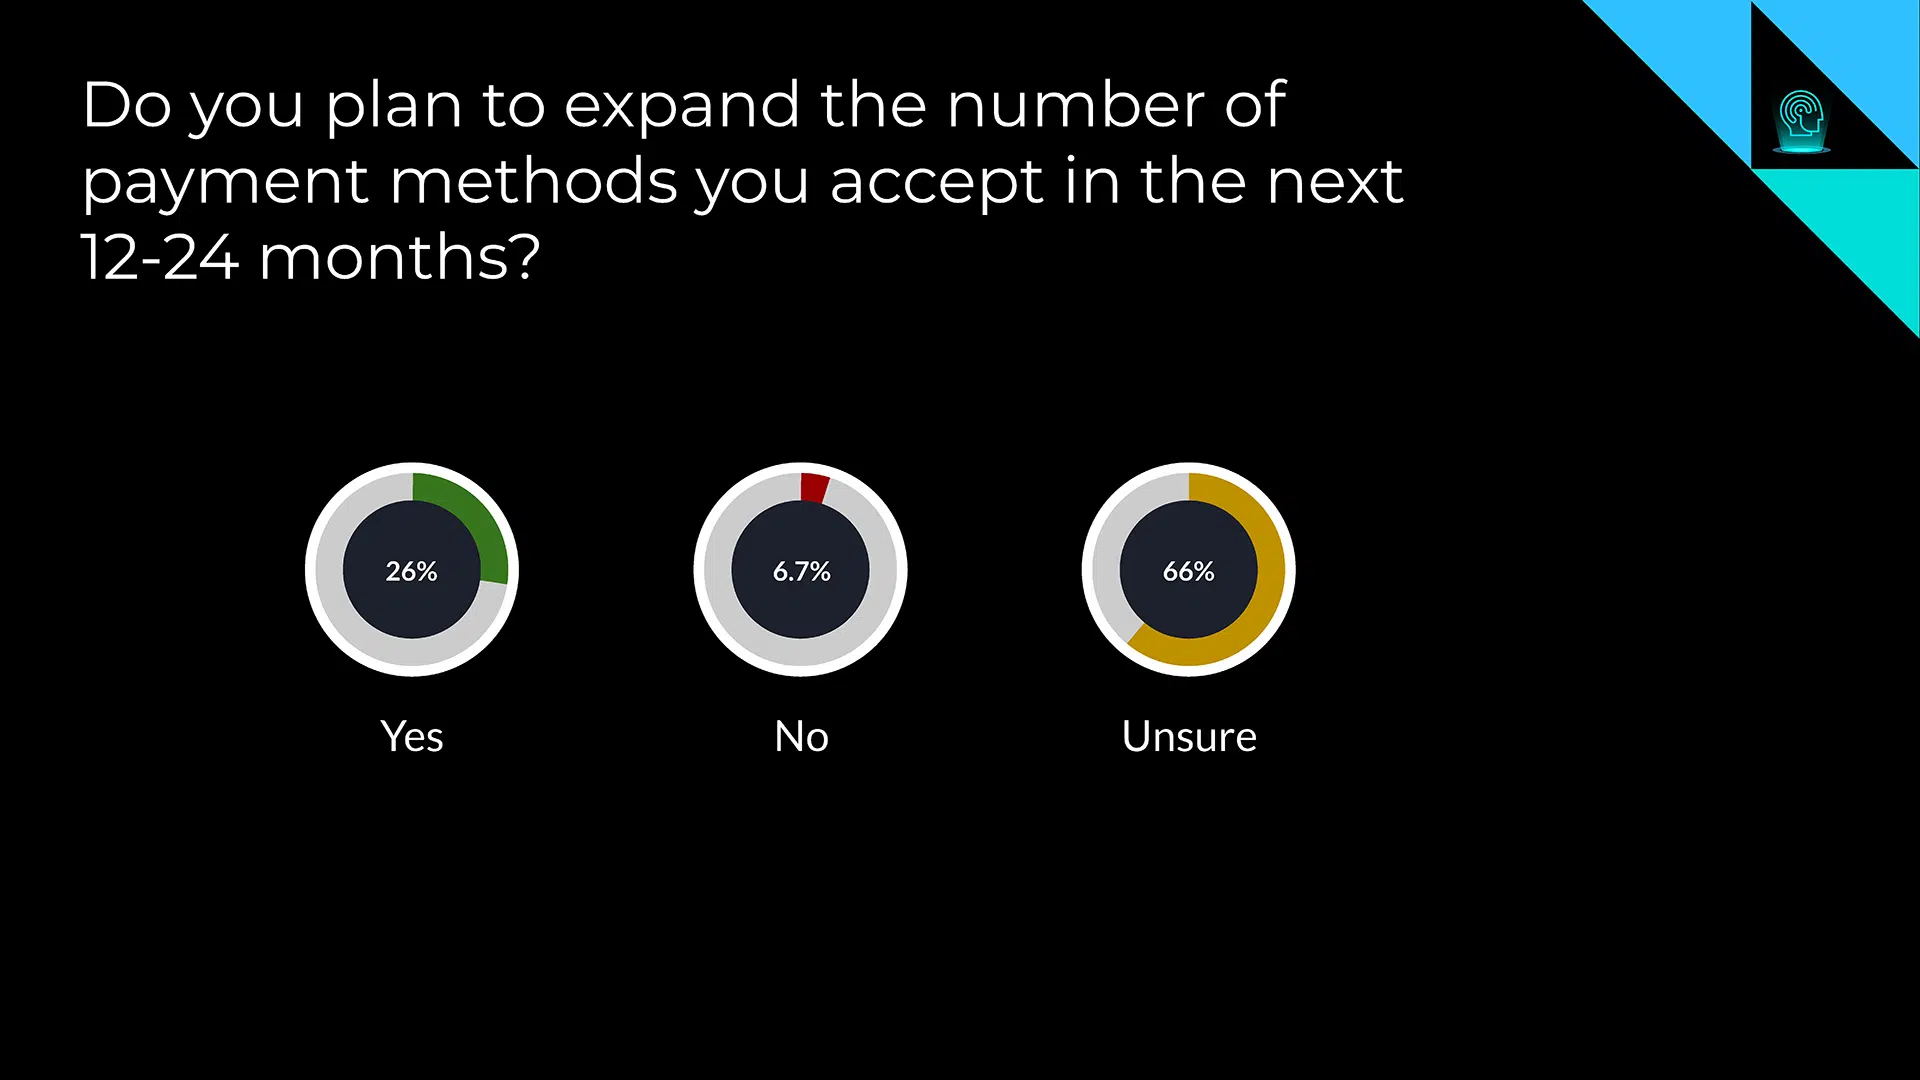 Do you plan to expand the number of
payment methods you accept in the next
12-24 months?
26%
6.7%
66%
Yes
No
Unsure